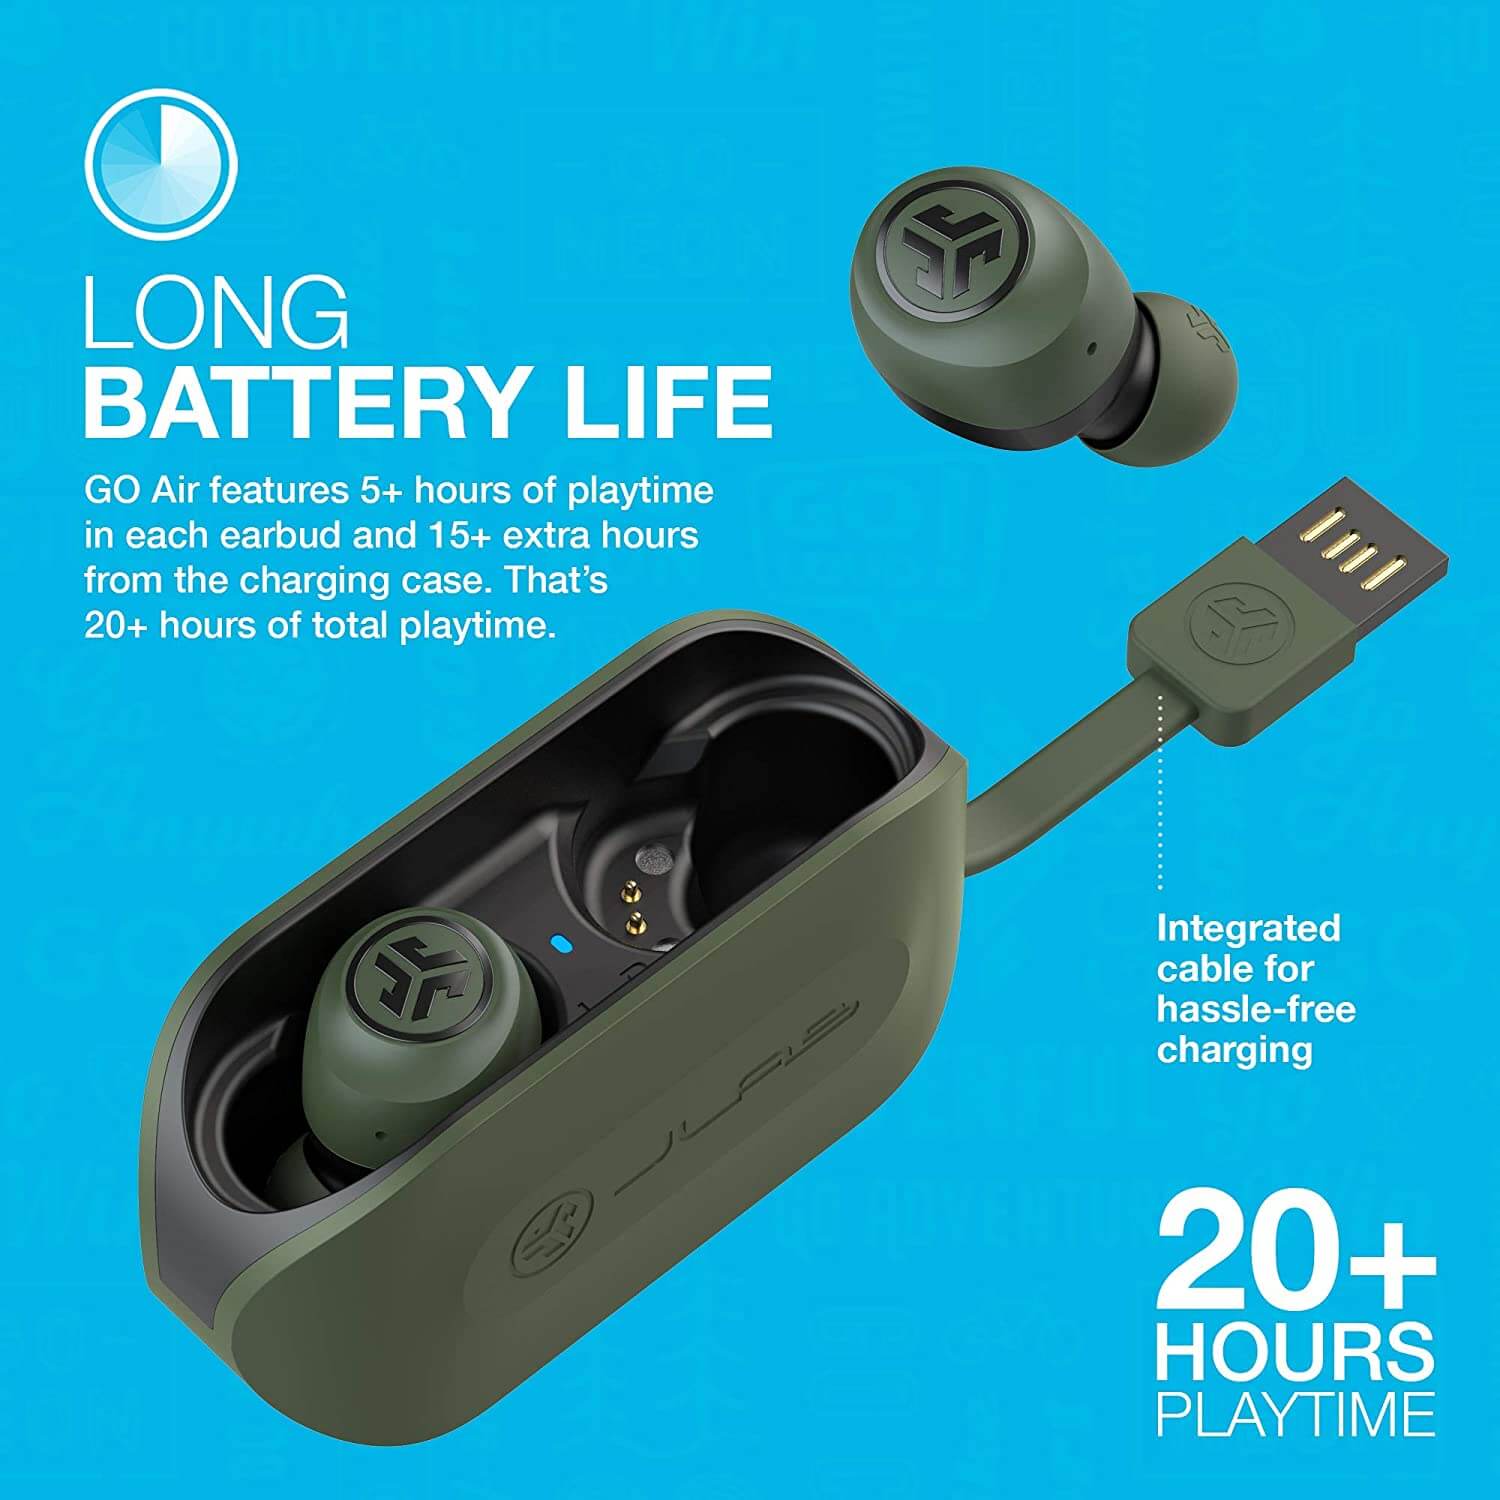 LONG
BATTERY LIFE
GO Air features 5+ hours of playtime
in each earbud and 15+ extra hours
from the charging case. That’s
20+ hours of total playtime.
JLAB
Integrated
cable for
hassle-free
charging
20+
HOURS
PLAYTIME